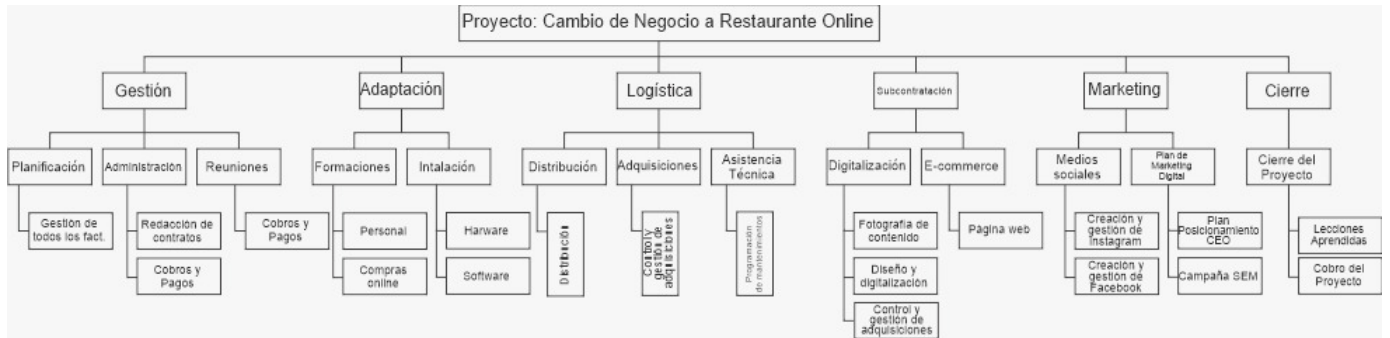 Proyecto: Cambio de Negocio a Restaurante Online
Gestión
Adaptación
Logística
Subcontratación
Marketing
Cierre
Planificación
Administración
Reuniones
Formaciones
Intalación
Distribución
Adquisiciones
Asistencia
Técnica
Digitalización
E-commerce
Medios
sociales
Plan de
Marketing
Digital
Cierre del
Proyecto
Gestión de
todos los fact.
Redacción de
contratos
Cobros y
Pagos
Cobros y
Pagos
Personal
Compras
online
Harware
Software
Distribución
Control y
gestión de
adquisiciones
Programación
de mantenimientos
Fotografía de
contenido
Diseño y
digitalización
Control y
gestión de
adquisiciones
Página web
Creación y
gestión de
Instagram
Creación y
gestión de
Facebook
Plan
Posicionamiento
CEO
Campaña SEM
Lecciones
Aprendidas
Cobro del
Proyecto